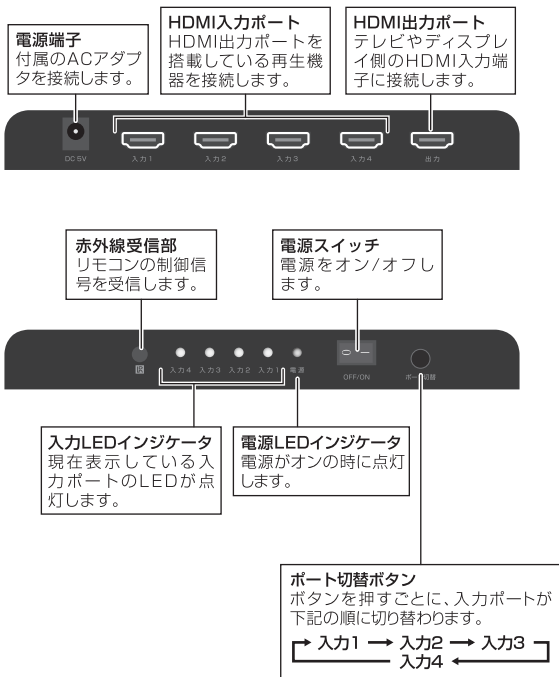 電源端子
付属のACアダプ
タを接続します。
HDMI入力ポート
HDMI出力ポートを
搭載している再生機
器を接続します。
HDMI出力ポート
テレビやディスプレ
イ側のHDMI入力端
子に接続します。
DC 5V
入力1
入力2
入力3
入力4
出力
赤外線受信部
リモコンの制御信
号を受信します。
電源スイッチ
電源をオン/オフし
ます。
入力4
入力3
入力2
入力1
電源
OFF/ON
入力LEDインジケータ
現在表示している入
力ポートのLEDが点
灯します。
電源LEDインジケータ
電源がオンの時に点灯
します。
ポート切替ボタン
ボタンを押すごとに、入力ポートが
下記の順に切り替わります。
入力1 → 入力2 → 入力3
入力4 ←